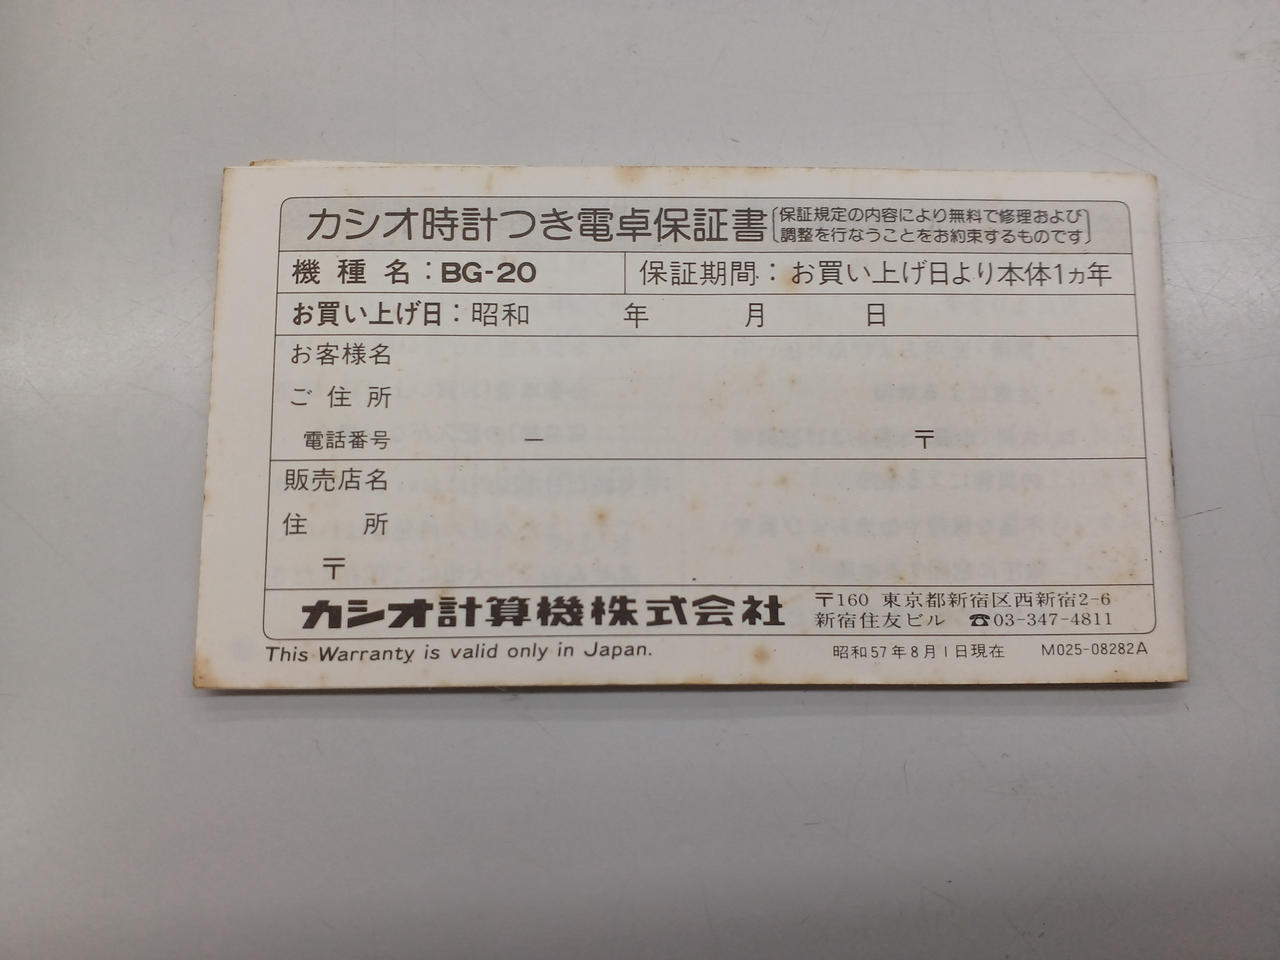 カシオ時計つき電卓保証書〔保証規定の内容により無料で修理および
調整を行なうことをお約束するものです〕
機種名:BG-20 保証期間:お買い上げ日より本体1ヵ年
お買い上げ日:昭和 年 月 日
お客様名
ご住所
電話番号 ー 〒
販売店名
住所
〒
カシオ計算機株式会社
〒160 東京都新宿区西新宿2-6
新宿住友ビル ☎03-347-4811
This Warranty is valid only in Japan. 昭和57年8月1日現在 M025-08282A